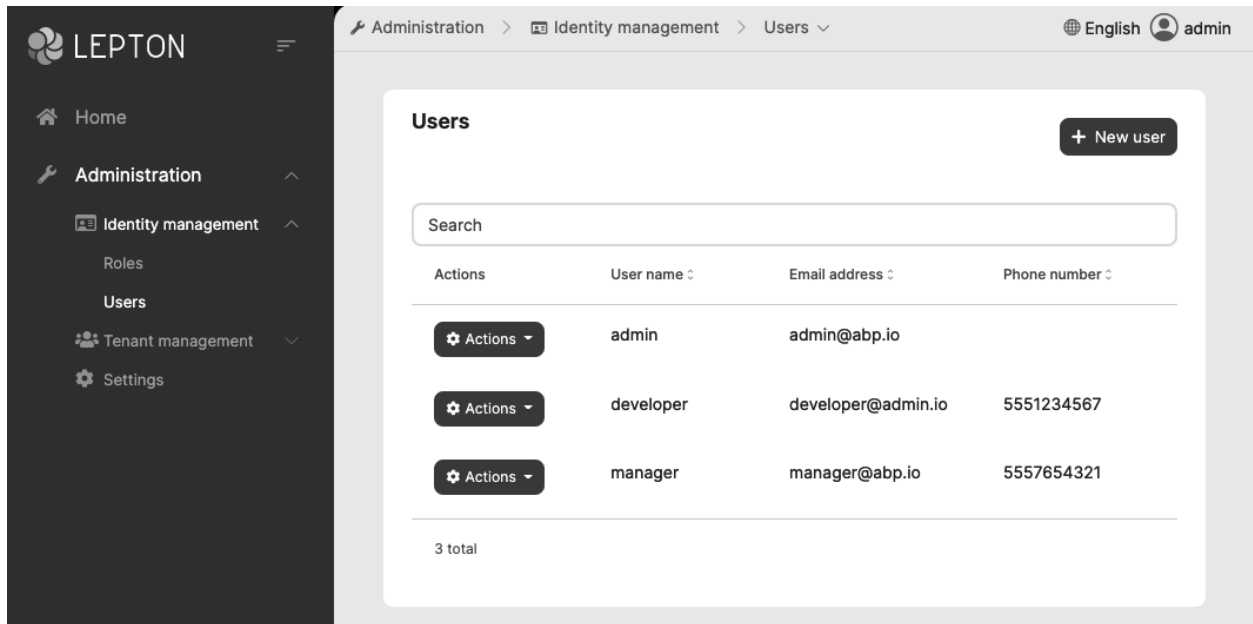 LEPTON
Home
Administration
Identity management
Roles
Users
Tenant management
Settings
Administration > Identity management > Users
English admin
Users
+ New user
Search
Actions User name Email address Phone number
Actions admin admin@abp.io
Actions developer developer@admin.io 5551234567
Actions manager manager@abp.io 5557654321
3 total